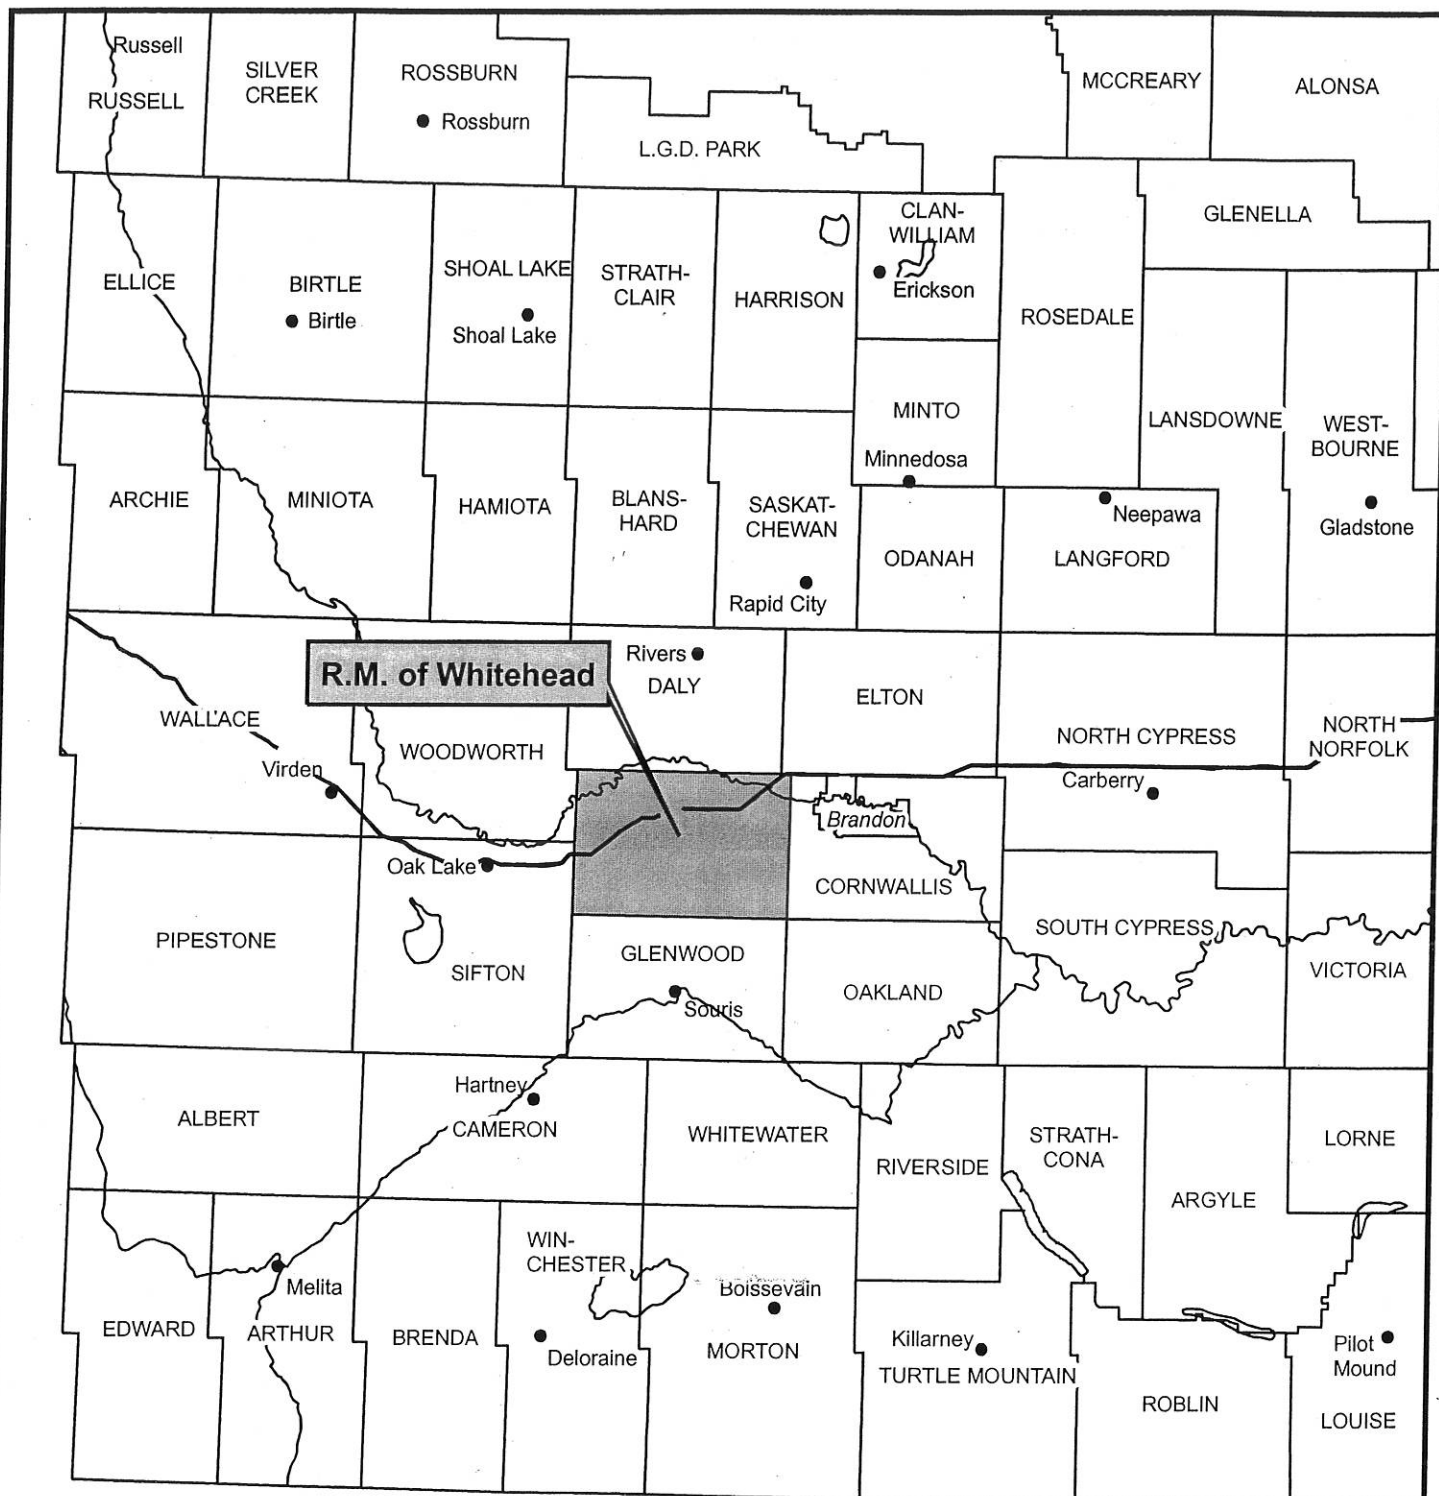 Russell
RUSSELL
SILVER
CREEK
ROSSBURN
Rossburn
L.G.D. PARK
MCCREARY
ALONSA
ELLICE
BIRTLE
Birtle
SHOAL LAKE
Shoal Lake
STRATH-
CLAIR
HARRISON
CLAN-
WILLIAM
Erickson
ROSEDALE
GLENELLA
LANSDOWNE
WEST-
BOURNE
Gladstone
MINTO
Minnedosa
ARCHIE
MINIOTA
HAMIOTA
BLANS-
HARD
SASKAT-
CHEWAN
Rapid City
ODANAH
Neepawa
LANGFORD
R.M. of Whitehead
Rivers
DALY
ELTON
WALLACE
Virden
WOODWORTH
NORTH CYPRESS
Carberry
NORTH
NORFOLK
Brandon
Oak Lake
CORNWALLIS
PIPESTONE
SIFTON
GLENWOOD
Souris
OAKLAND
SOUTH CYPRESS
VICTORIA
ALBERT
Hartney
CAMERON
WHITEWATER
RIVERSIDE
STRATH-
CONA
ARGYLE
LORNE
EDWARD
Melita
ARTHUR
BRENDA
WIN-
CHESTER
Deloraine
Boissevain
MORTON
Killarney
TURTLE MOUNTAIN
ROBLIN
Pilot
Mound
LOUISE